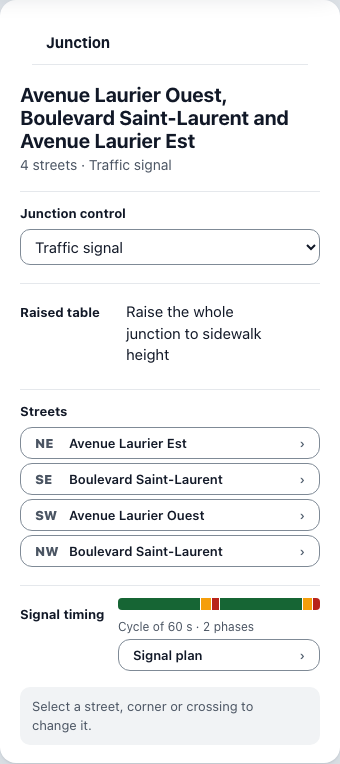 Junction
Avenue Laurier Ouest,
Boulevard Saint-Laurent and
Avenue Laurier Est
4 streets · Traffic signal
Junction control
Traffic signal
Raised table
Raise the whole
junction to sidewalk
height
Streets
NE Avenue Laurier Est ›
SE Boulevard Saint-Laurent ›
SW Avenue Laurier Ouest ›
NW Boulevard Saint-Laurent ›
Signal timing
Cycle of 60 s · 2 phases
Signal plan ›
Select a street, corner or crossing to
change it.